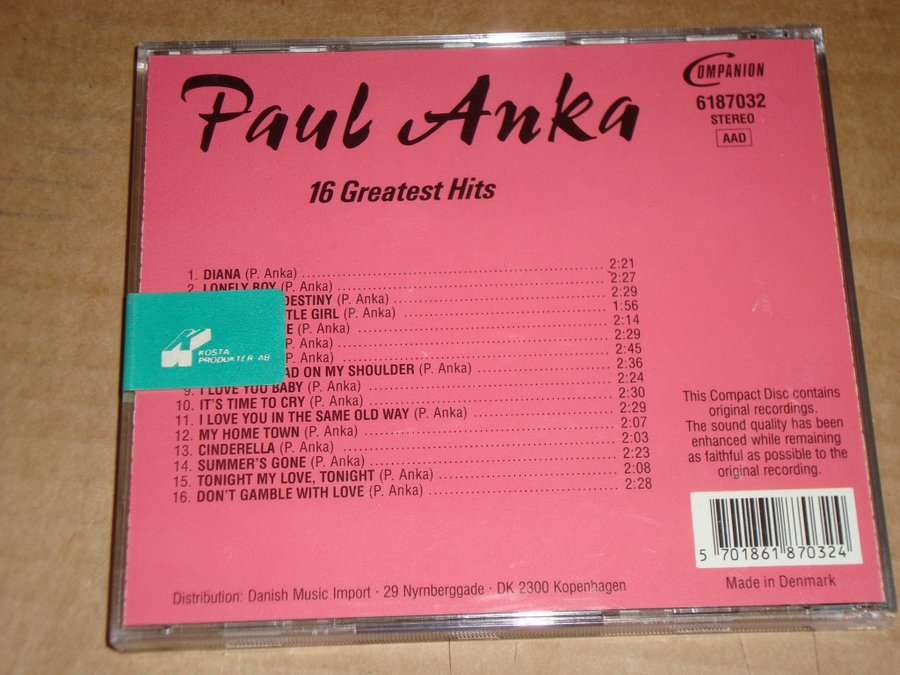 Paul Anka
16 Greatest Hits
COMPANION
6187032
STEREO
AAD
1. DIANA (P. Anka) 2:21
2. LONELY BOY (P. Anka) 2:27
DESTINY (P. Anka) 2:29
TTLE GIRL (P. Anka) 1:56
E (P. Anka) 2:14
(P. Anka) 2:29
(P. Anka) 2:45
AD ON MY SHOULDER (P. Anka) 2:36
9. I LOVE YOU BABY (P. Anka) 2:24
10. IT'S TIME TO CRY (P. Anka) 2:30
11. I LOVE YOU IN THE SAME OLD WAY (P. Anka) 2:29
12. MY HOME TOWN (P. Anka) 2:07
13. CINDERELLA (P. Anka) 2:03
14. SUMMER'S GONE (P. Anka) 2:23
15. TONIGHT MY LOVE, TONIGHT (P. Anka) 2:08
16. DON'T GAMBLE WITH LOVE (P. Anka) 2:28
KOSTA
PRODUKTER AB
This Compact Disc contains
original recordings.
The sound quality has been
enhanced while remaining
as faithful as possible to the
original recording.
5 701861 870324
Made in Denmark
Distribution: Danish Music Import · 29 Nyrnberggade · DK 2300 Kopenhagen